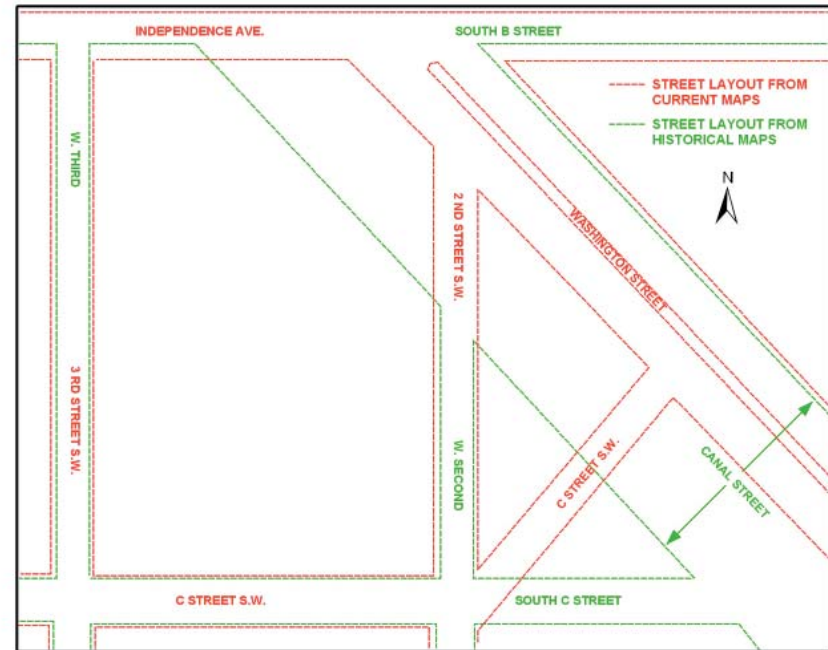 INDEPENDENCE AVE.
SOUTH B STREET
STREET LAYOUT FROM
CURRENT MAPS
STREET LAYOUT FROM
HISTORICAL MAPS
W. THIRD
N
2 ND STREET S.W.
WASHINGTON STREET
3 RD STREET S.W.
W. SECOND
C STREET S.W.
CANAL STREET
C STREET S.W.
SOUTH C STREET